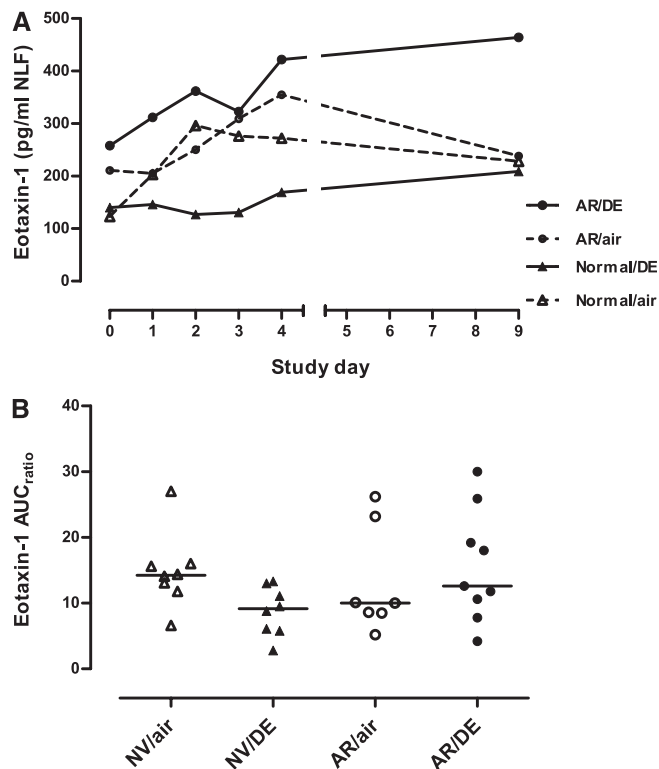 A
Eotaxin-1 (pg/ml NLF)
500
400
300
200
100
0
0 1 2 3 4 5 6 7 8 9
Study day
AR/DE
AR/air
Normal/DE
Normal/air
B
Eotaxin-1 AUCratio
40
30
20
10
0
NV/air
NV/DE
AR/air
AR/DE